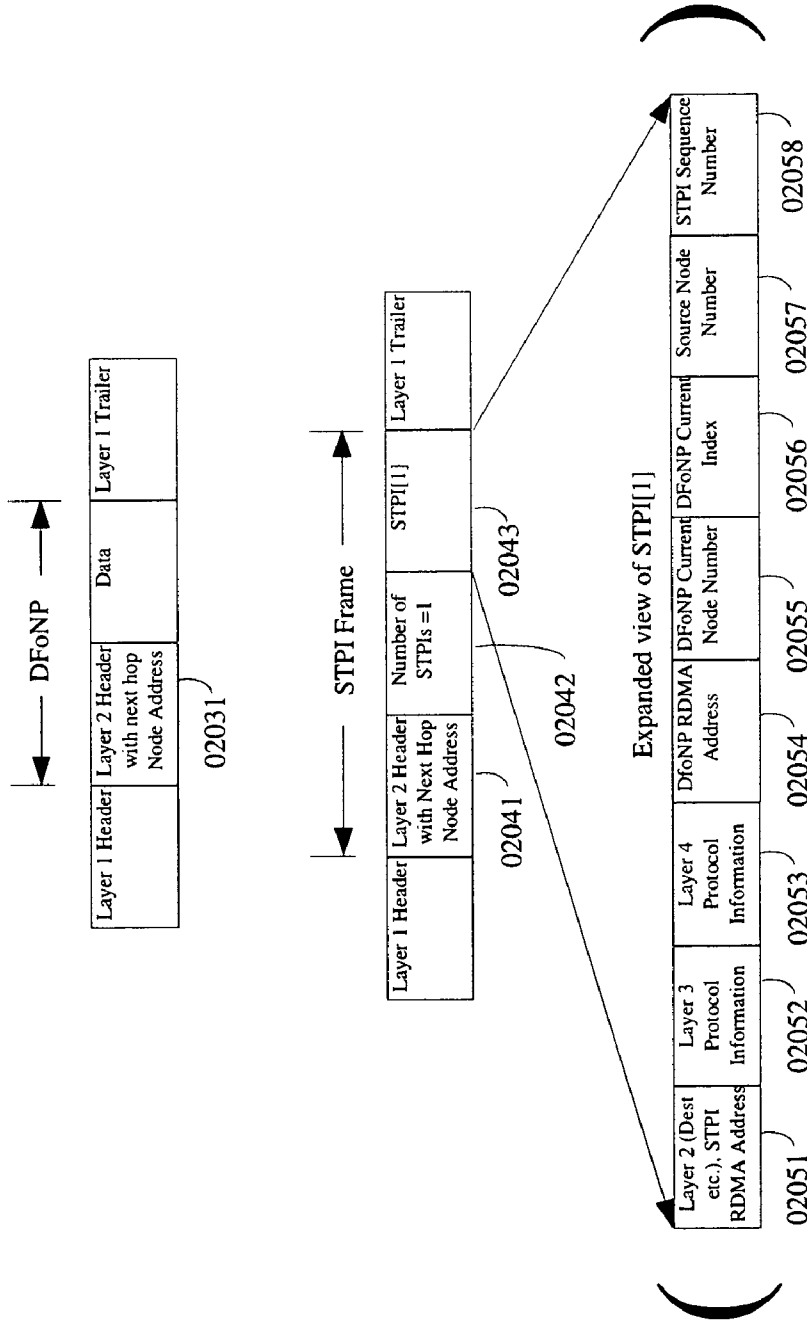 DFoNP
Layer 1 Header
Layer 2 Header
with next hop
Node Address
Data
Layer 1 Trailer
02031
STPI Frame
Layer 1 Header
Layer 2 Header
with Next Hop
Node Address
Number of
STPIs =1
STPI[1]
Layer 1 Trailer
02041
02042
02043
Expanded view of STPI[1]
Layer 2 (Dest
etc.), STPI
RDMA Address
Layer 3
Protocol
Information
Layer 4
Protocol
Information
DfoNP RDMA
Address
DFoNP Current
Node Number
DFoNP Current
Index
Source Node
Number
STPI Sequence
Number
02051
02052
02053
02054
02055
02056
02057
02058